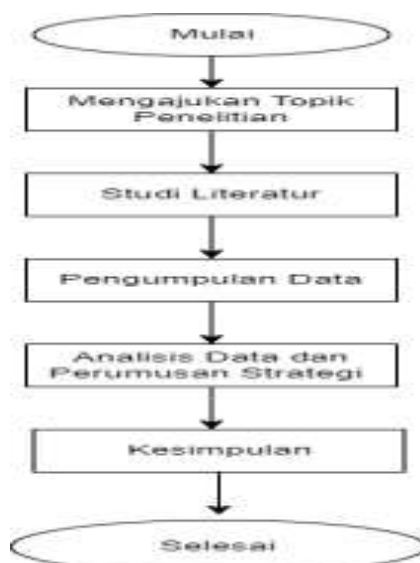 Mulai
Mengajukan Topik
Penelitian
Studi Literatur
Pengumpulan Data
Analisis Data dan
Perumusan Strategi
Kesimpulan
Selesai